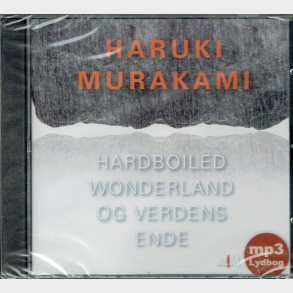 HARUKI
MURAKAMI
HARDBOILED
WONDERLAND
OG VERDENS
ENDE
mp3
Lydbog